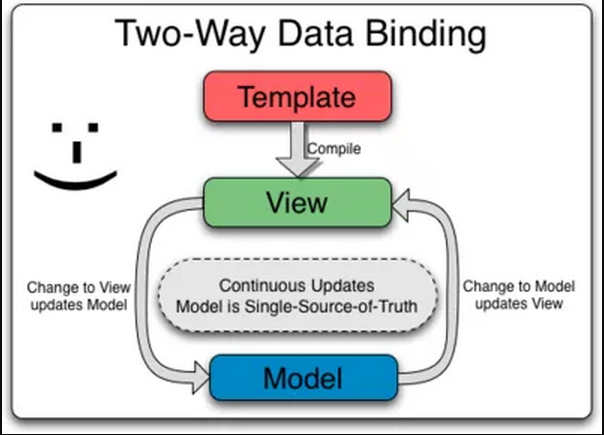 Two-Way Data Binding
Template
Compile
View
Change to View
updates Model
Continuous Updates
Model is Single-Source-of-Truth
Change to Model
updates View
Model